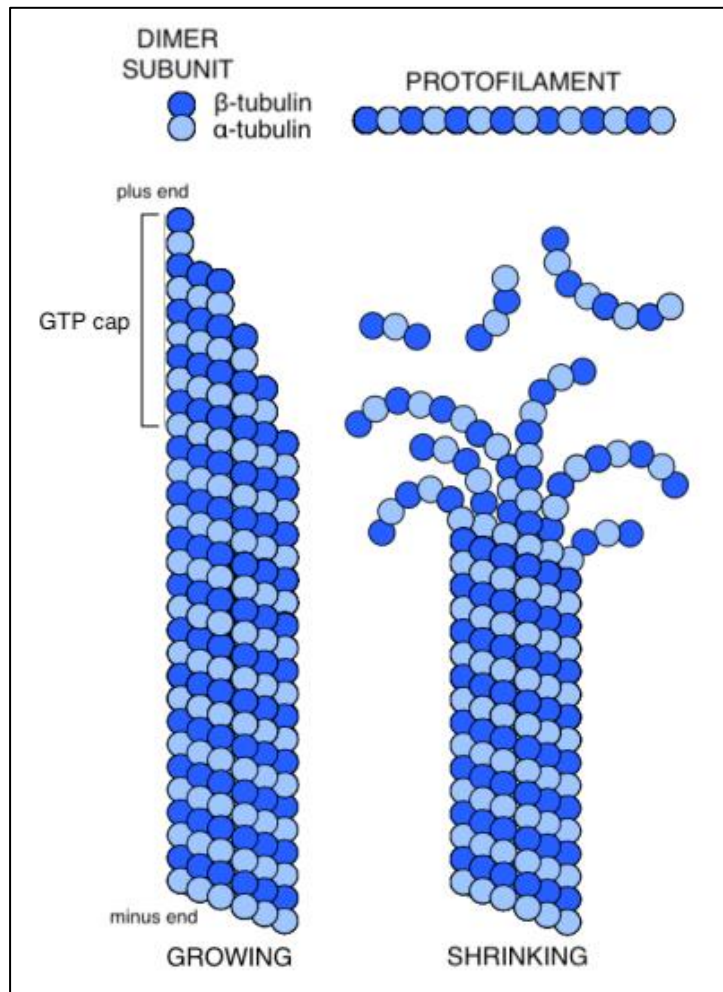 DIMER
SUBUNIT
β-tubulin
α-tubulin
PROTOFILAMENT
plus end
GTP cap
minus end
GROWING
SHRINKING